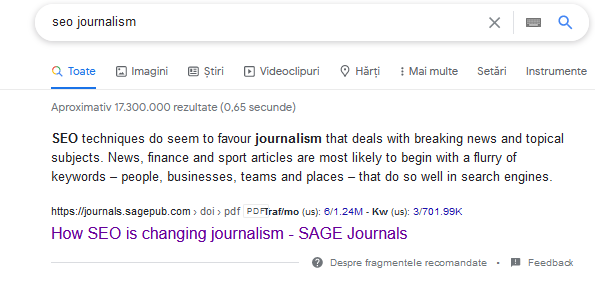 seo journalism
Toate Imagini Știri Videoclipuri Hărți Mai multe Setări Instrumente
Aproximativ 17.300.000 rezultate (0,65 secunde)
SEO techniques do seem to favour journalism that deals with breaking news and topical
subjects. News, finance and sport articles are most likely to begin with a flurry of
keywords – people, businesses, teams and places – that do so well in search engines.
https://journals.sagepub.com › doi › pdf PDF Traf/mo (us): 6/1.24M - Kw (us): 3/701.99K
How SEO is changing journalism - SAGE Journals
Despre fragmentele recomandate • Feedback